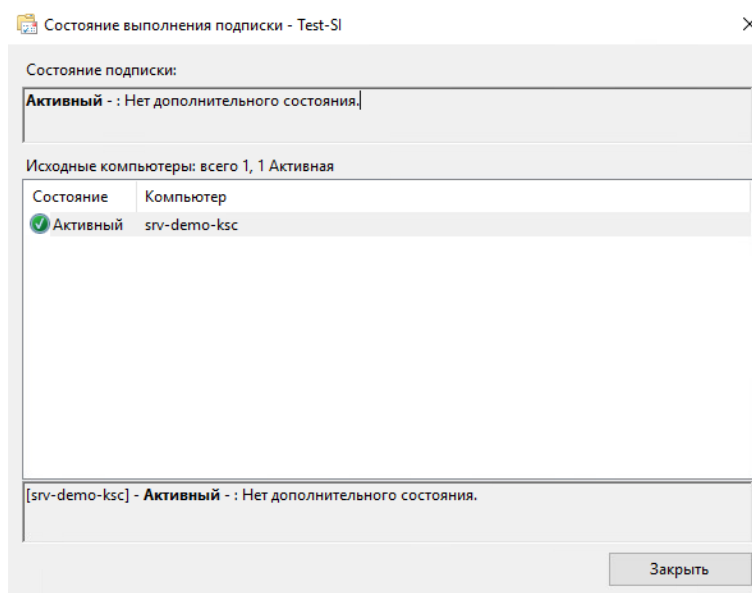 Состояние выполнения подписки - Test-SI
Состояние подписки:
Активный - : Нет дополнительного состояния.
Исходные компьютеры: всего 1, 1 Активная
Состояние Компьютер
Активный srv-demo-ksc
[srv-demo-ksc] - Активный - : Нет дополнительного состояния.
Закрыть